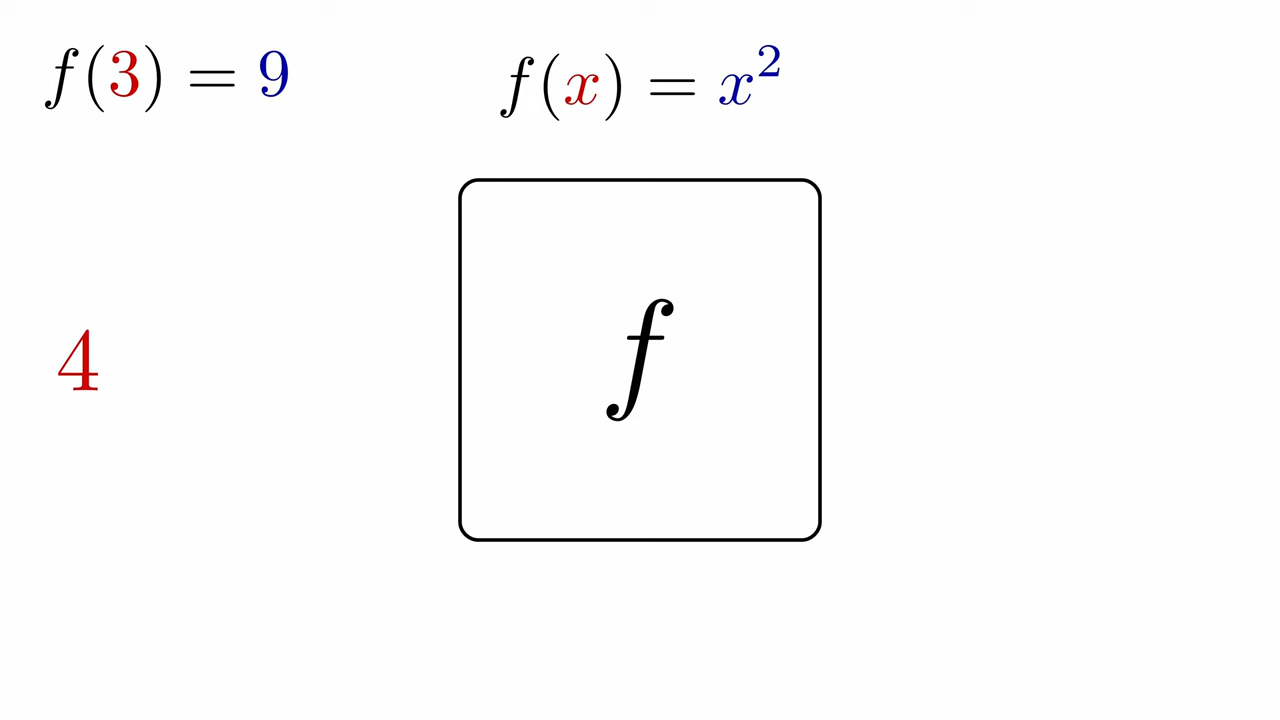 f(3) = 9
f(x) = x²
4
f